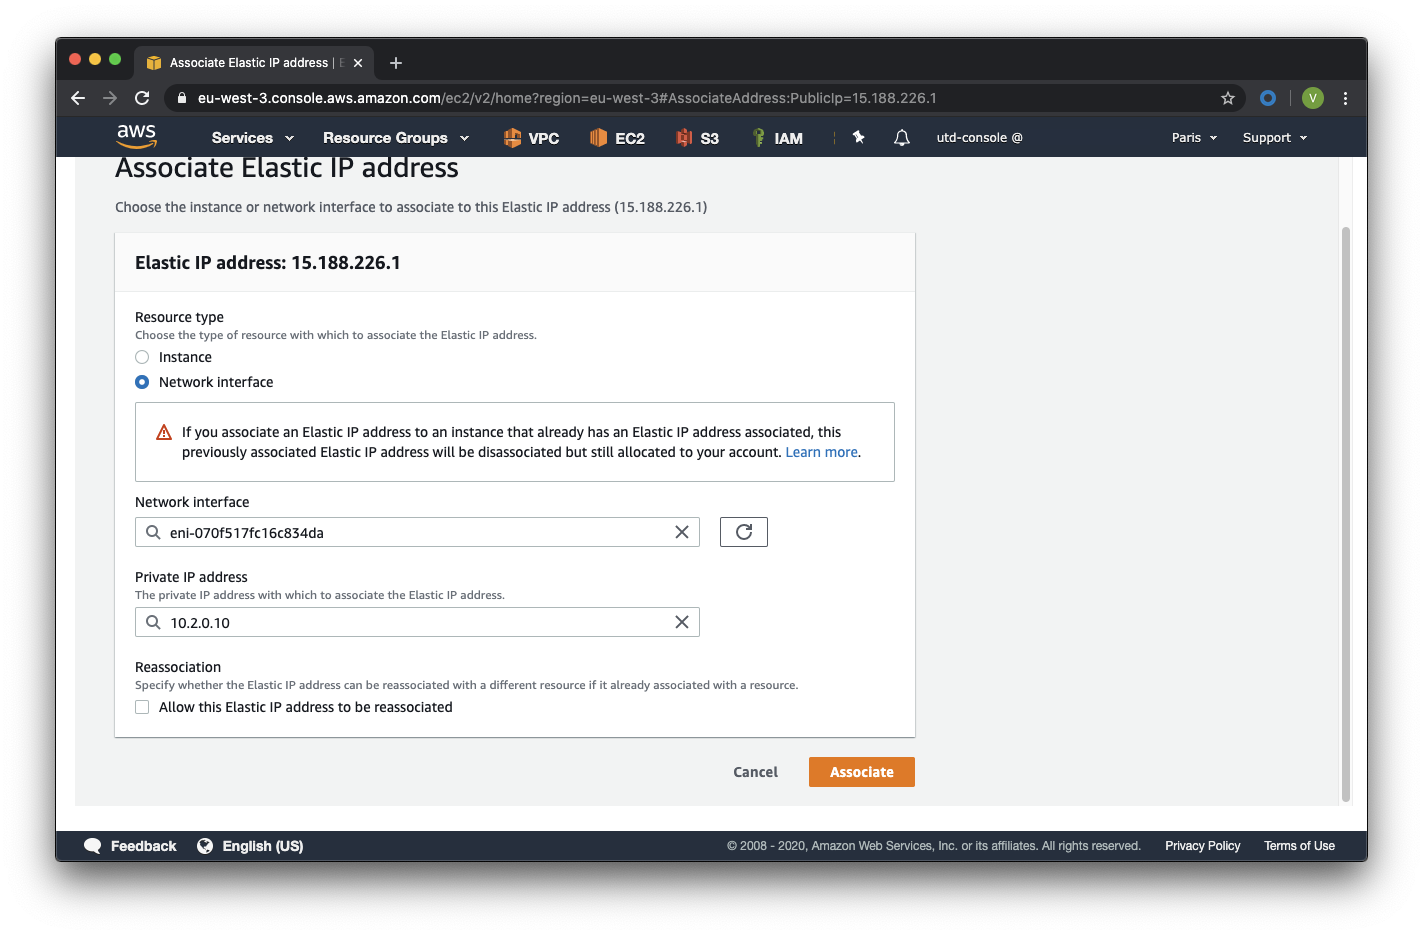 Associate Elastic IP address | E
eu-west-3.console.aws.amazon.com/ec2/v2/home?region=eu-west-3#AssociateAddress:PublicIp=15.188.226.1
V
aws Services Resource Groups VPC EC2 S3 IAM utd-console @ Paris Support
Associate Elastic IP address
Choose the instance or network interface to associate to this Elastic IP address (15.188.226.1)
Elastic IP address: 15.188.226.1
Resource type
Choose the type of resource with which to associate the Elastic IP address.
Instance
Network interface
If you associate an Elastic IP address to an instance that already has an Elastic IP address associated, this
previously associated Elastic IP address will be disassociated but still allocated to your account. Learn more.
Network interface
eni-070f517fc16c834da
Private IP address
The private IP address with which to associate the Elastic IP address.
10.2.0.10
Reassociation
Specify whether the Elastic IP address can be reassociated with a different resource if it already associated with a resource.
Allow this Elastic IP address to be reassociated
Cancel Associate
Feedback English (US) © 2008 - 2020, Amazon Web Services, Inc. or its affiliates. All rights reserved. Privacy Policy Terms of Use